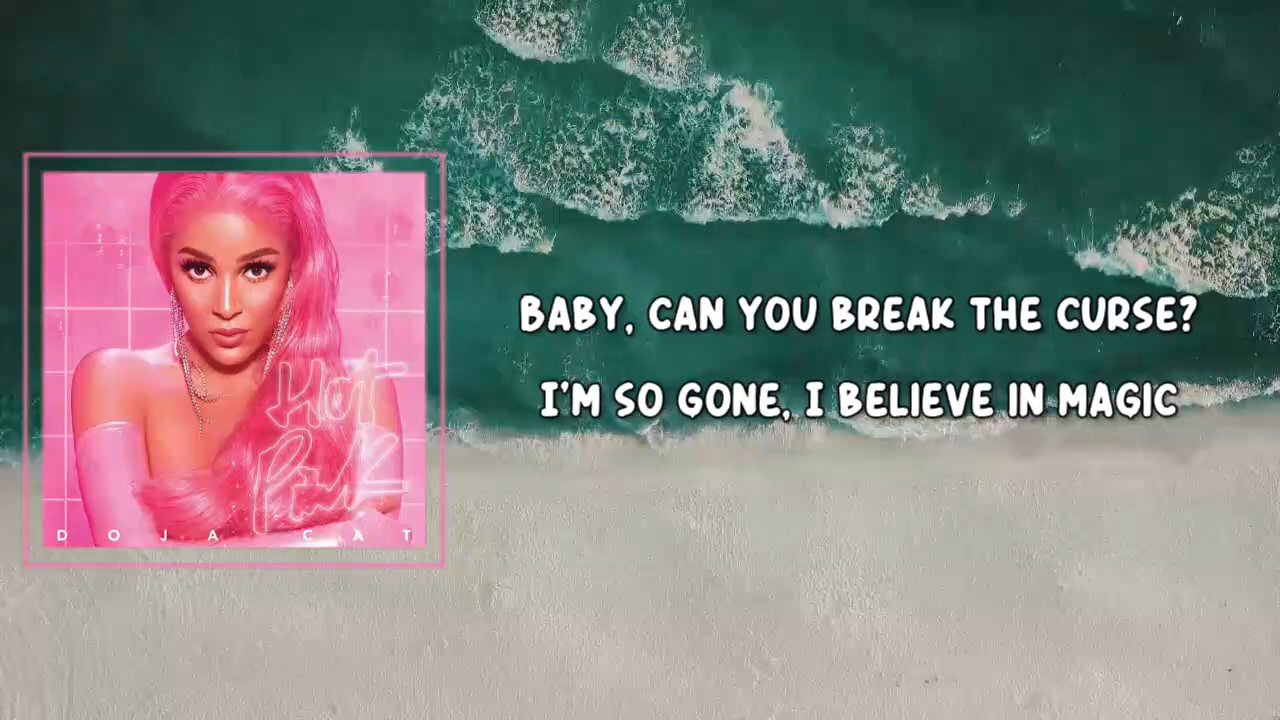 Hot
Pink
DOJA CAT
BABY, CAN YOU BREAK THE CURSE?
I'M SO GONE, I BELIEVE IN MAGIC